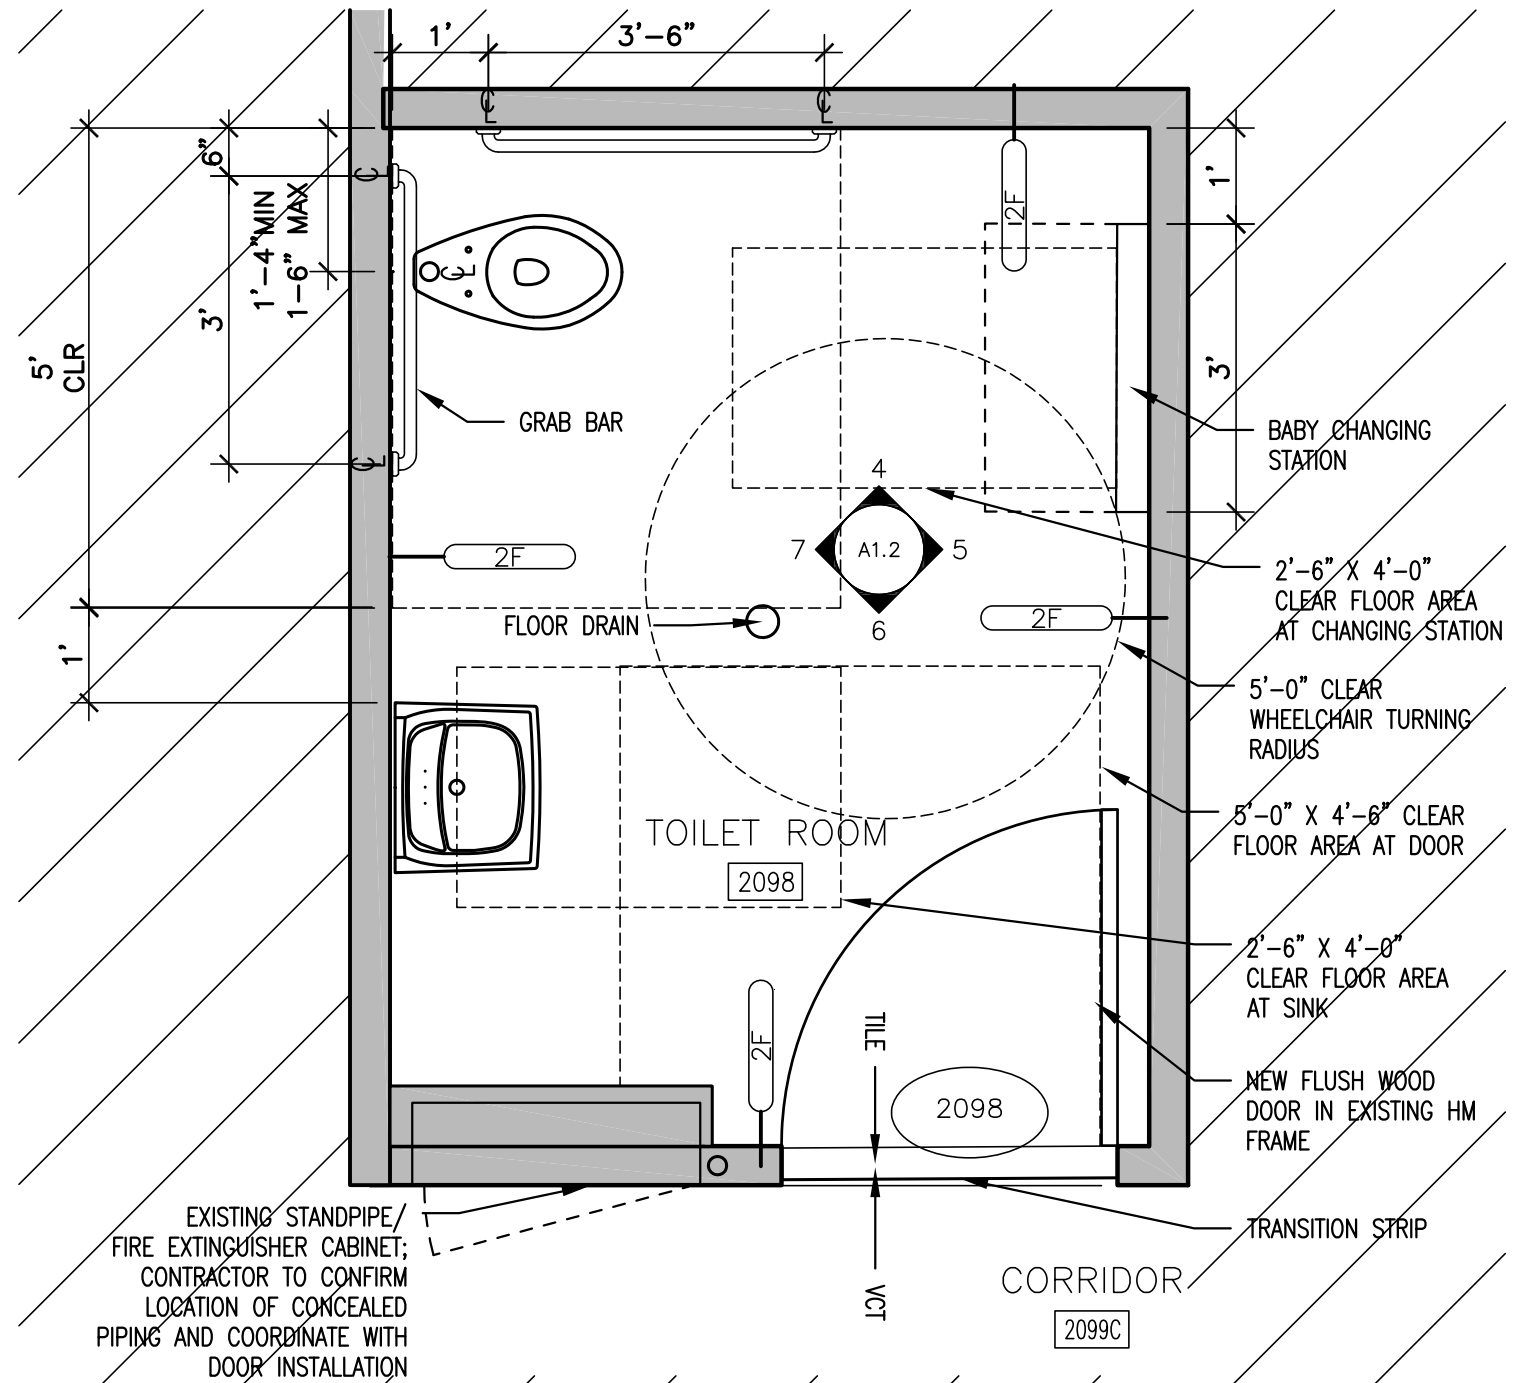 1'
3'-6"
C
L
C
L
6"
1'-4"MIN
1-6" MAX
3'
5'
CLR
1'
C
L
C
L
C
L
2F
1'
3'
GRAB BAR
BABY CHANGING
STATION
4
7
A1.2
5
6
2F
2F
FLOOR DRAIN
2'-6" X 4'-0"
CLEAR FLOOR AREA
AT CHANGING STATION
5'-0" CLEAR
WHEELCHAIR TURNING
RADIUS
5'-0" X 4'-6" CLEAR
FLOOR AREA AT DOOR
TOILET ROOM
2098
2'-6" X 4'-0"
CLEAR FLOOR AREA
AT SINK
2F
TILE
2098
NEW FLUSH WOOD
DOOR IN EXISTING HM
FRAME
EXISTING STANDPIPE/
FIRE EXTINGUISHER CABINET;
CONTRACTOR TO CONFIRM
LOCATION OF CONCEALED
PIPING AND COORDINATE WITH
DOOR INSTALLATION
VCT
TRANSITION STRIP
CORRIDOR
2099C